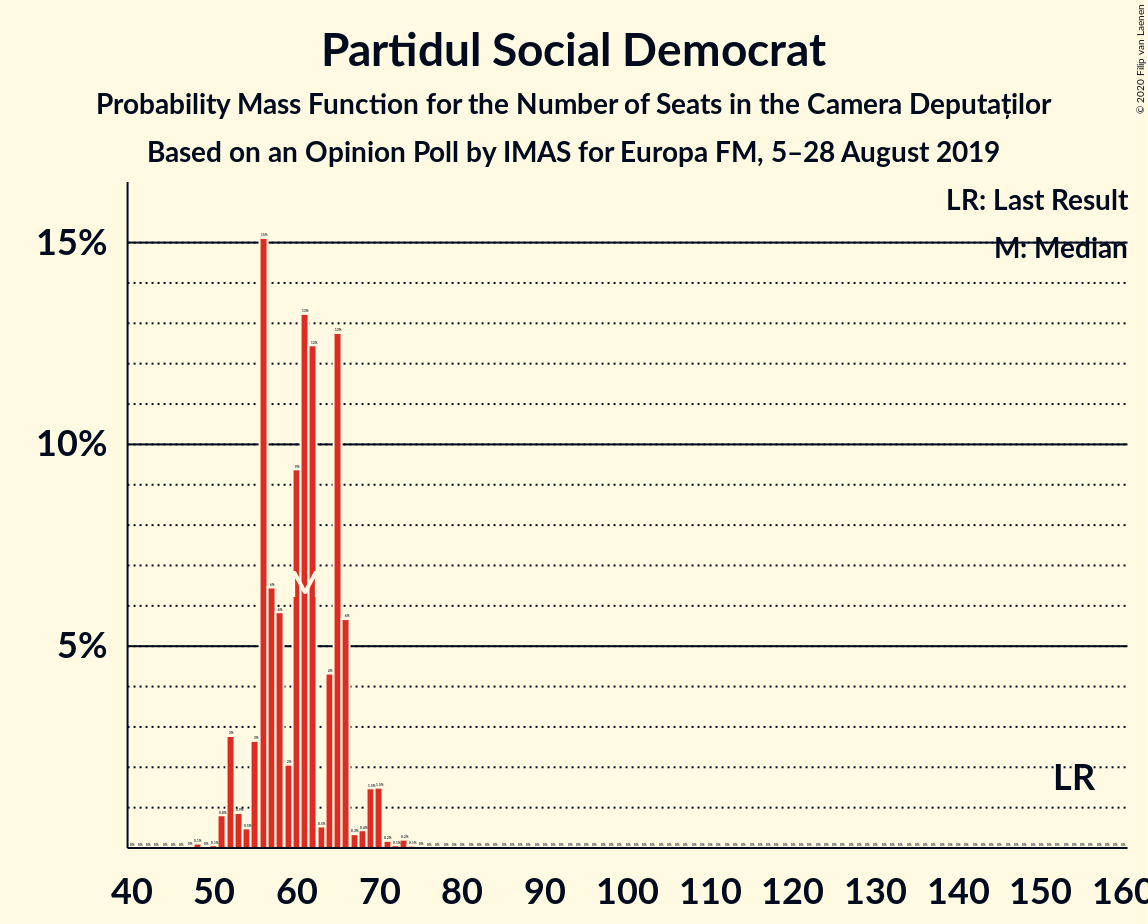 Partidul Social Democrat
Probability Mass Function for the Number of Seats in the Camera Deputaților
Based on an Opinion Poll by IMAS for Europa FM, 5–28 August 2019
© 2020 Filip van Laenen
LR: Last Result
M: Median
15%
10%
5%
M
LR
40 50 60 70 80 90 100 110 120 130 140 150 160